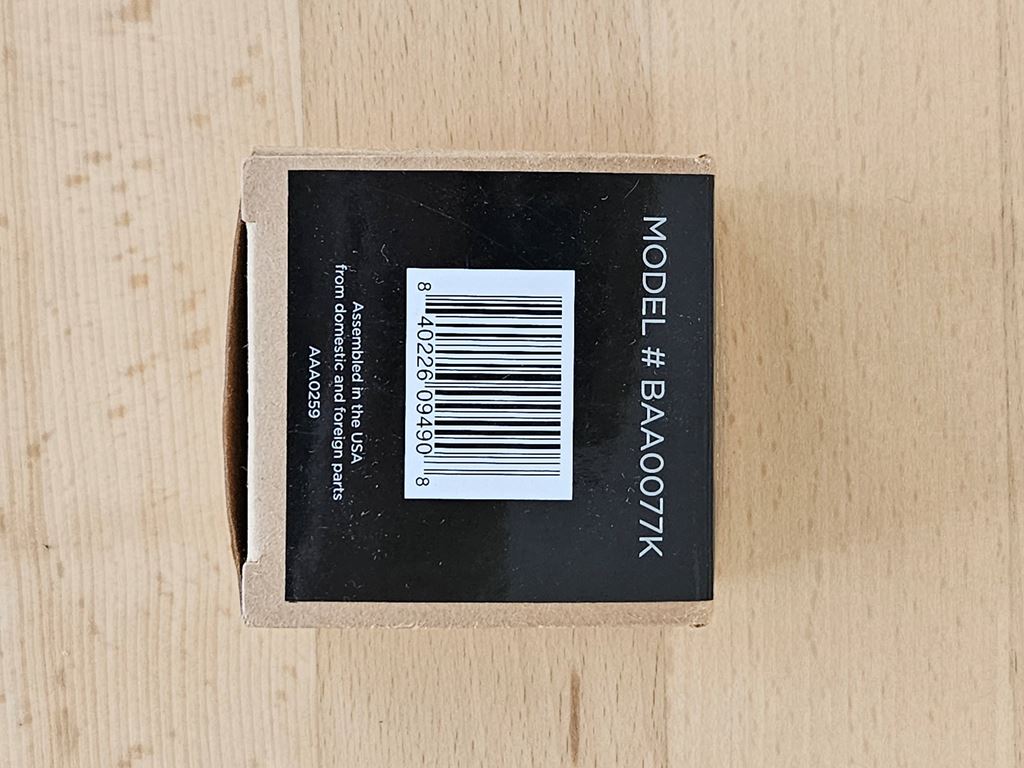 MODEL # BAA0077K
8 40226 09490 8
Assembled in the USA
from domestic and foreign parts
AAA0259